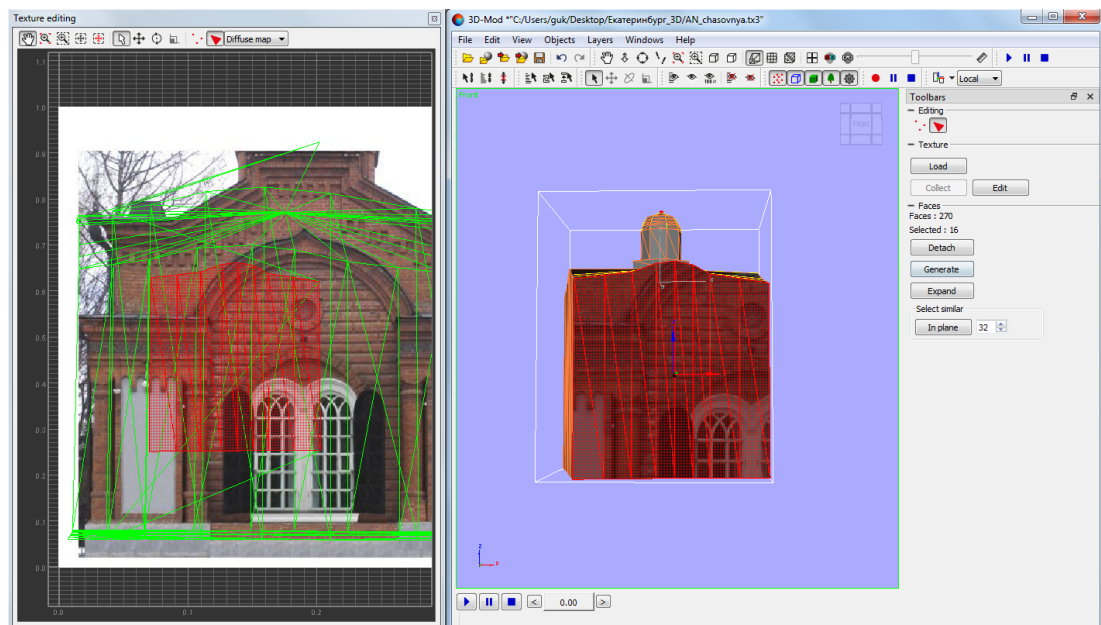 Texture editing
Diffuse map
1.1
1.0
0.9
0.8
0.7
0.6
0.5
0.4
0.3
0.2
0.1
0.0
0.0
0.1
0.2
3D-Mod *"C:/Users/guk/Desktop/Екатеринбург_3D/AN_chasovnya.tx3"
File Edit View Objects Layers Windows Help
100%
Local
Front
FRONT
z
x
0.00
Toolbars
Editing
Texture
Load
Collect Edit
Faces
Faces : 270
Selected : 16
Detach
Generate
Expand
Select similar
In plane 32